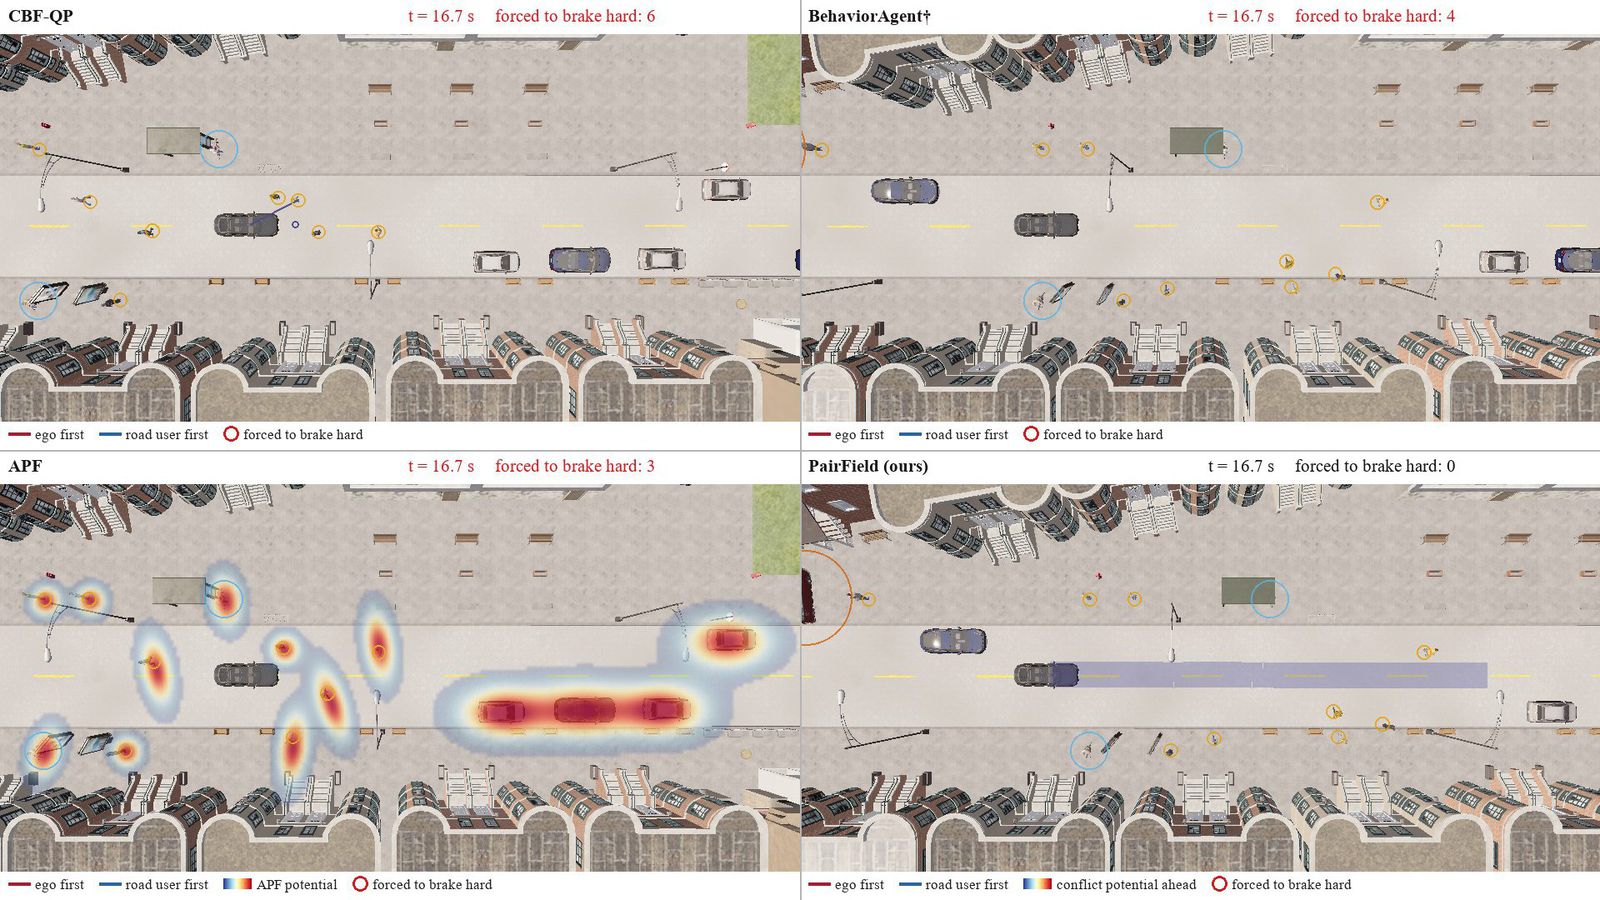 CBF-QP t = 16.7 s forced to brake hard: 6
ego first road user first forced to brake hard
BehaviorAgent† t = 16.7 s forced to brake hard: 4
ego first road user first forced to brake hard
APF t = 16.7 s forced to brake hard: 3
ego first road user first APF potential forced to brake hard
PairField (ours) t = 16.7 s forced to brake hard: 0
ego first road user first conflict potential ahead forced to brake hard